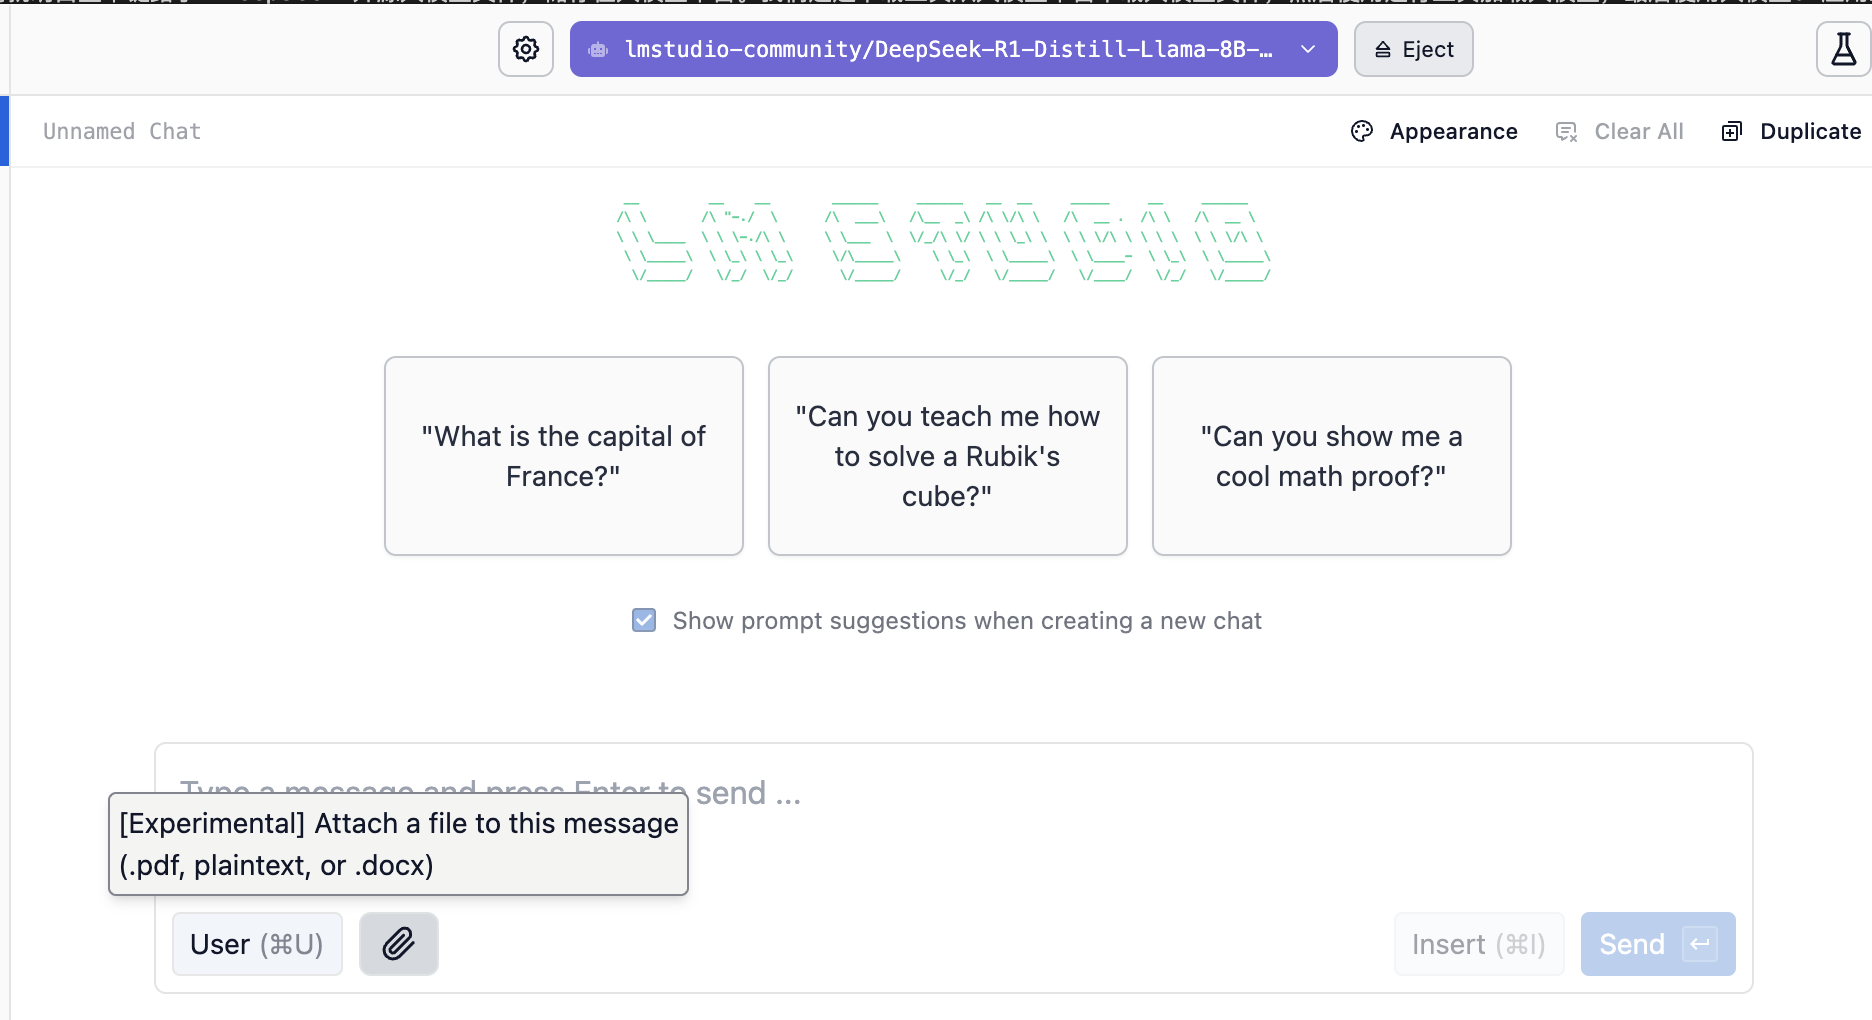 lmstudio-community/DeepSeek-R1-Distill-Llama-8B-…
Eject
Unnamed Chat
Appearance
Clear All
Duplicate
LM STUDIO
"What is the capital of
France?"
"Can you teach me how
to solve a Rubik's
cube?"
"Can you show me a
cool math proof?"
Show prompt suggestions when creating a new chat
send ...
[Experimental] Attach a file to this message
(.pdf, plaintext, or .docx)
User (⌘U)
Insert (⌘I)
Send